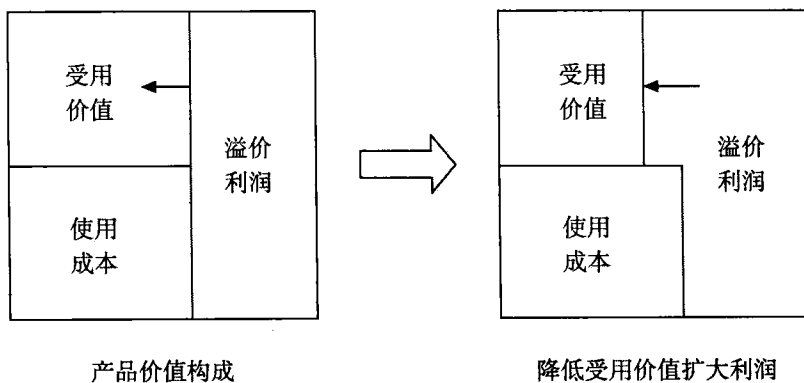 受用
价值
溢价
利润
使用
成本
产品价值构成
受用
价值
溢价
利润
使用
成本
降低受用价值扩大利润